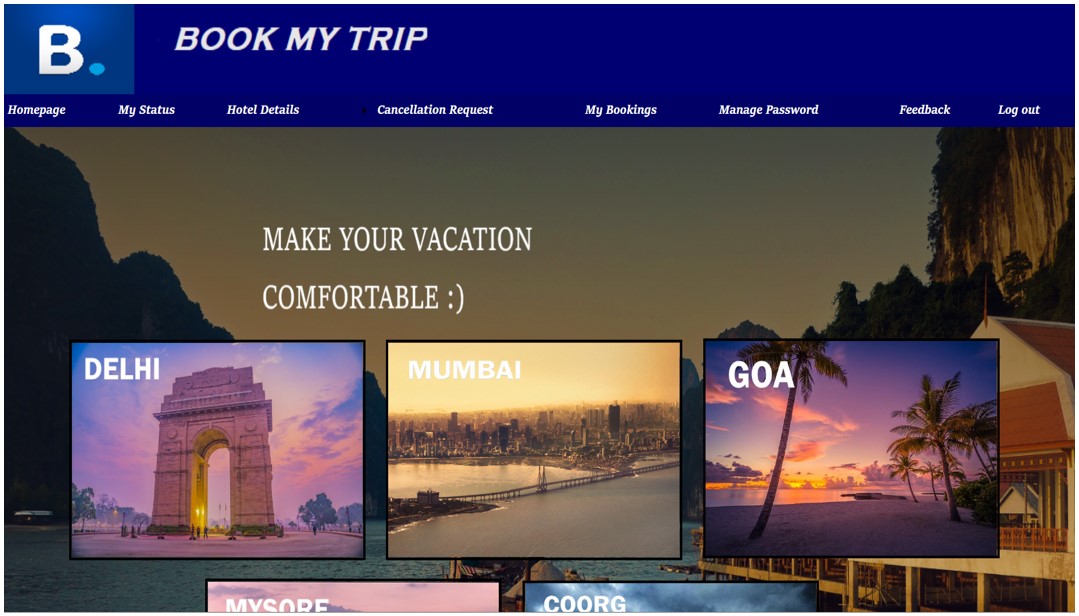 B.
BOOK MY TRIP
Homepage My Status Hotel Details Cancellation Request My Bookings Manage Password Feedback Log out
MAKE YOUR VACATION
COMFORTABLE :)
DELHI MUMBAI GOA
MYSORE COORG